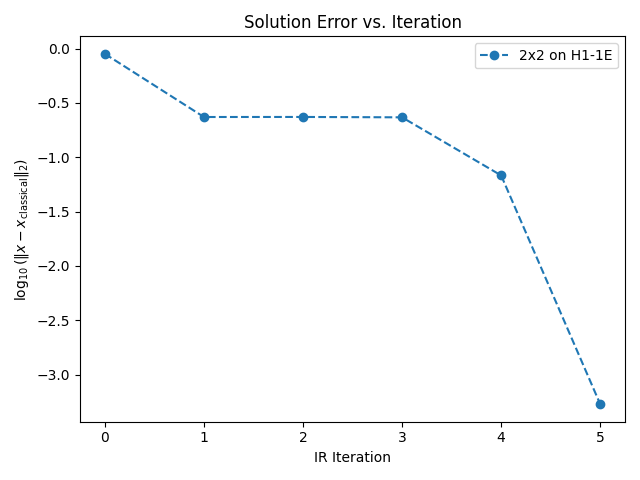 Solution Error vs. Iteration
2x2 on H1-1E
log₁₀(‖x − x_classical‖₂)
0.0
−0.5
−1.0
−1.5
−2.0
−2.5
−3.0
0 1 2 3 4 5
IR Iteration